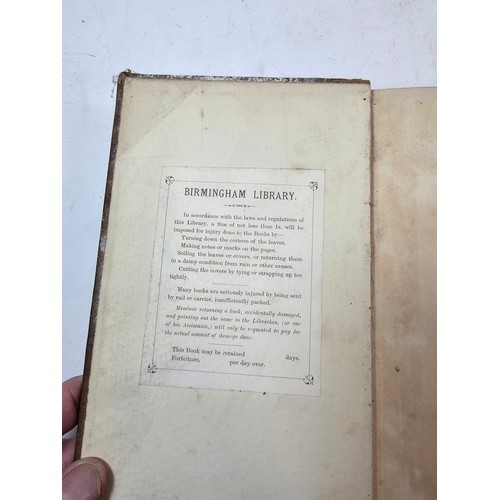 BIRMINGHAM LIBRARY.
In accordance with the laws and regulations of
this Library, a fine of not less than 1s. will be
imposed for injury done to the Books by—
Turning down the corners of the leaves.
Making notes or marks on the pages.
Soiling the leaves or covers, or returning them
in a damp condition from rain or other causes.
Cutting the covers by tying or strapping up too
tightly.
Many books are seriously injured by being sent
by rail or carrier, insufficiently packed.
Members returning a book, accidentally damaged,
and pointing out the same to the Librarian, (or one
of his Assistants,) will only be requested to pay for
the actual amount of damage done.
This Book may be retained days.
Forfeiture, per day over.